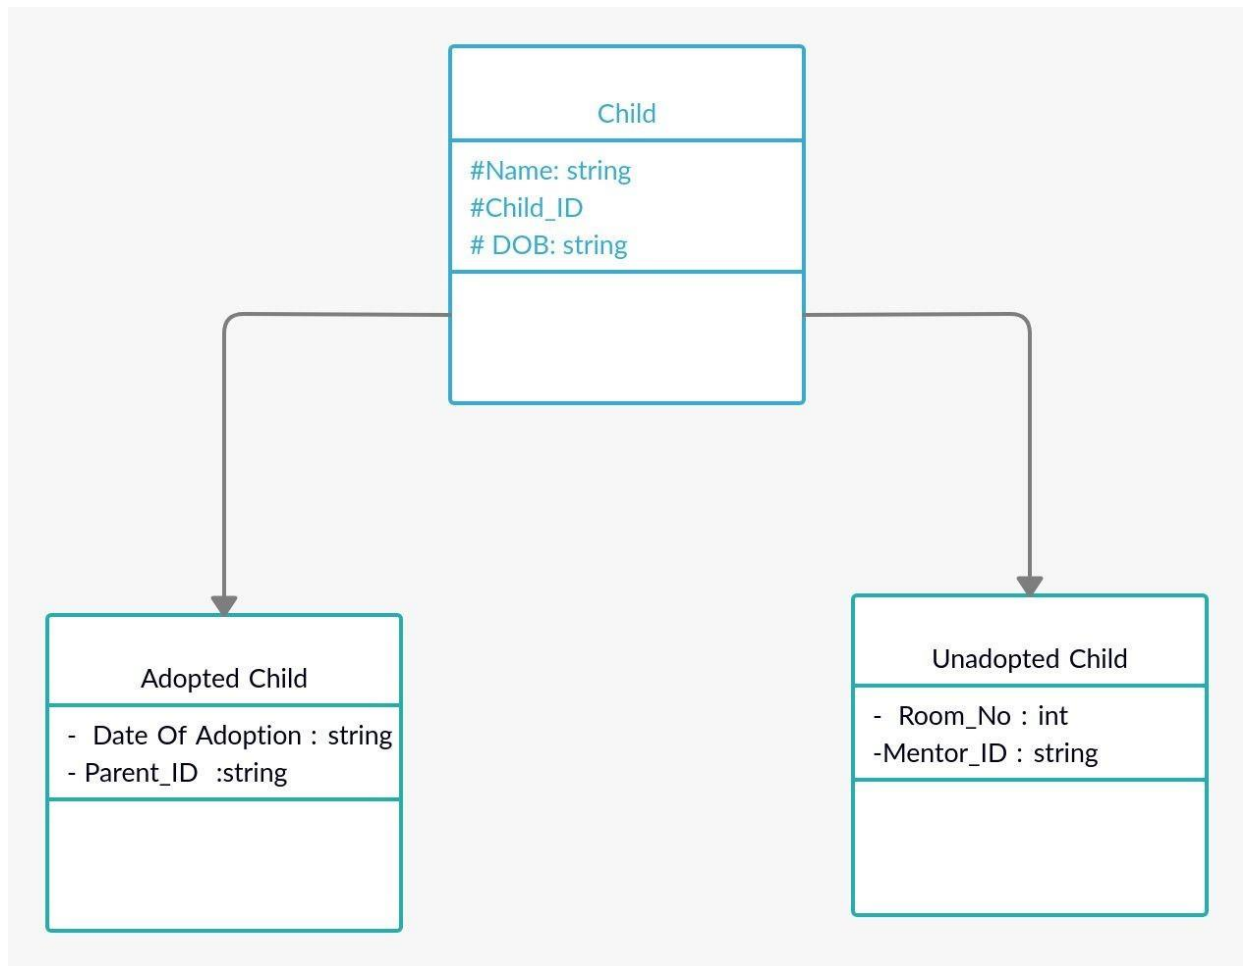 Child
#Name: string
#Child_ID
# DOB: string
Adopted Child
- Date Of Adoption : string
- Parent_ID :string
Unadopted Child
- Room_No : int
-Mentor_ID : string